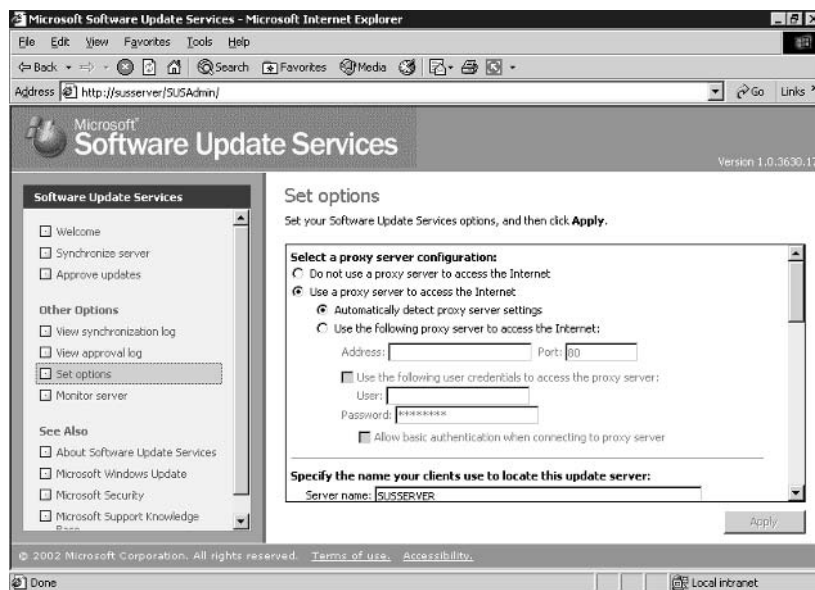 Microsoft Software Update Services - Microsoft Internet Explorer
File Edit View Favorites Tools Help
Back Search Favorites Media
Address http://susserver/SUSAdmin/ Go Links »
Microsoft®
Software Update Services
Version 1.0.3630.17
Software Update Services
Welcome
Synchronize server
Approve updates
Other Options
View synchronization log
View approval log
Set options
Monitor server
See Also
About Software Update Services
Microsoft Windows Update
Microsoft Security
Microsoft Support Knowledge
Base
Set options
Set your Software Update Services options, and then click Apply.
Select a proxy server configuration:
Do not use a proxy server to access the Internet
Use a proxy server to access the Internet
Automatically detect proxy server settings
Use the following proxy server to access the Internet:
Address: Port: 80
Use the following user credentials to access the proxy server:
User:
Password: ********
Allow basic authentication when connecting to proxy server
Specify the name your clients use to locate this update server:
Server name: SUSSERVER
Apply
© 2002 Microsoft Corporation. All rights reserved. Terms of use. Accessibility.
Done Local intranet